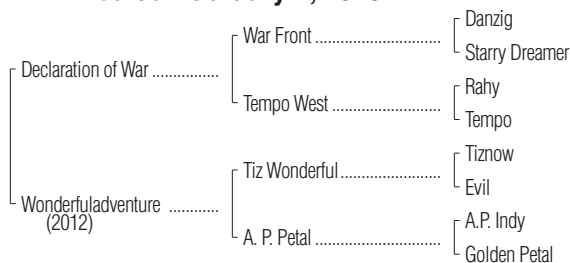 Danzig
War Front ..............................
Starry Dreamer
Declaration of War ................
Rahy
Tempo West ...........................
Tempo
Tiznow
Tiz Wonderful ........................
Evil
Wonderfuladventure ............
(2012)
A.P. Indy
A. P. Petal ..............................
Golden Petal